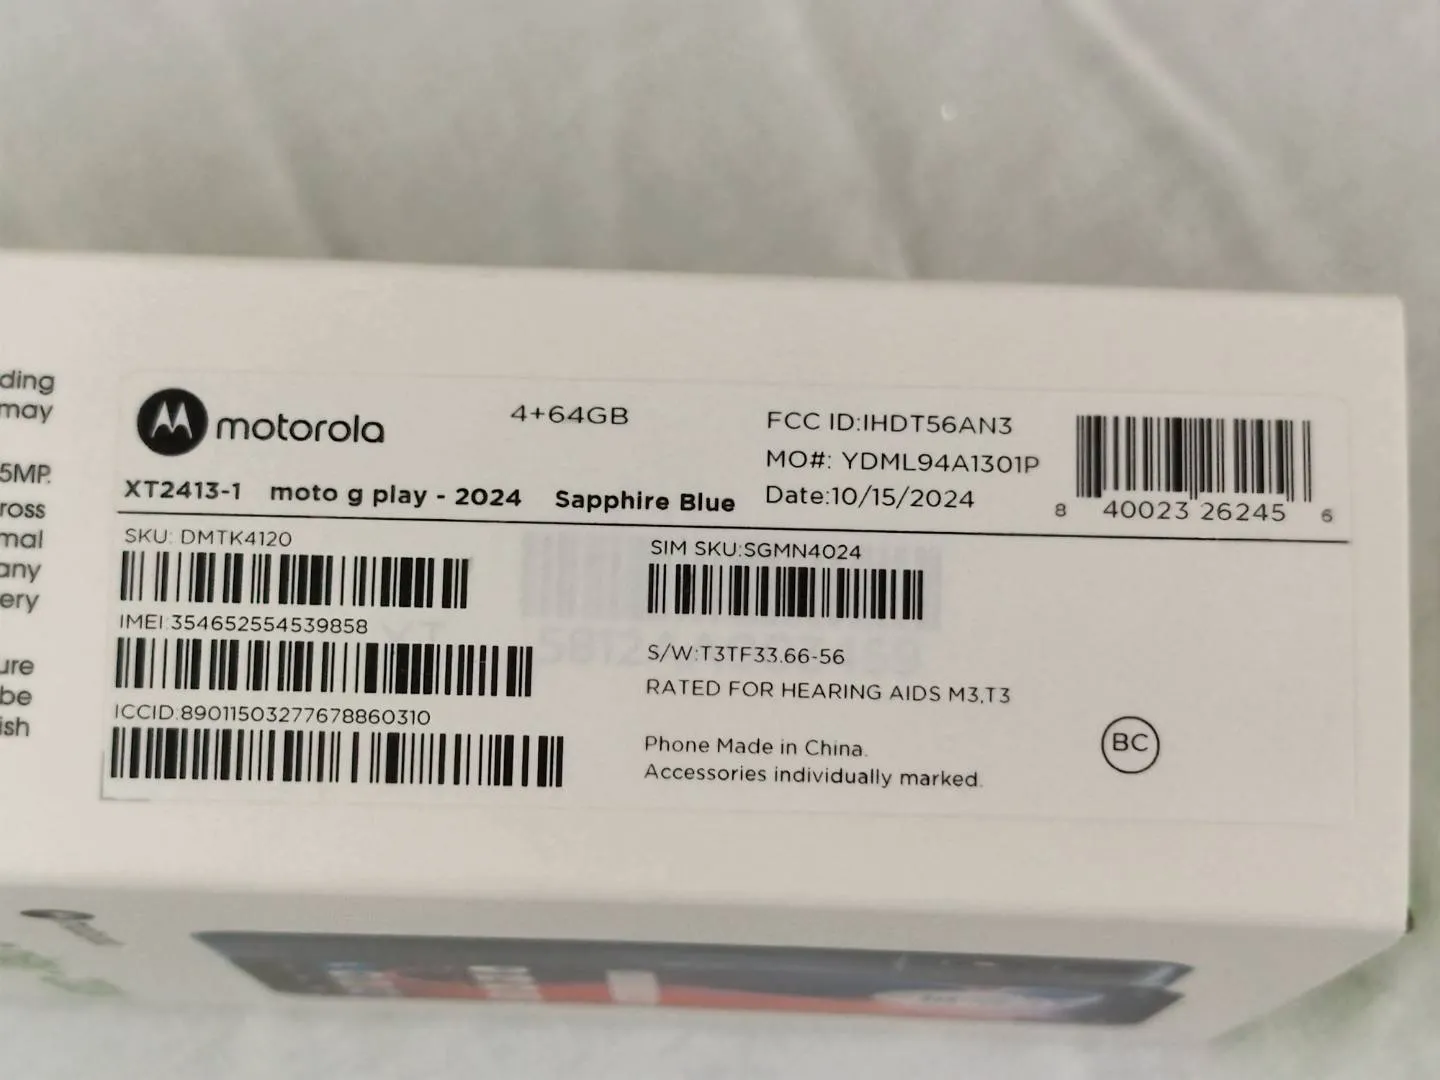 ding
may
5MP.
ross
mal
any
ery
ure
be
ish
motorola
4+64GB
XT2413-1 moto g play - 2024 Sapphire Blue
FCC ID:IHDT56AN3
MO#: YDML94A1301P
Date:10/15/2024
8 40023 26245 6
SKU: DMTK4120
IMEI:354652554539858
ICCID:89011503277678860310
SIM SKU:SGMN4024
S/W:T3TF33.66-56
RATED FOR HEARING AIDS M3,T3
Phone Made in China.
Accessories individually marked.
BC